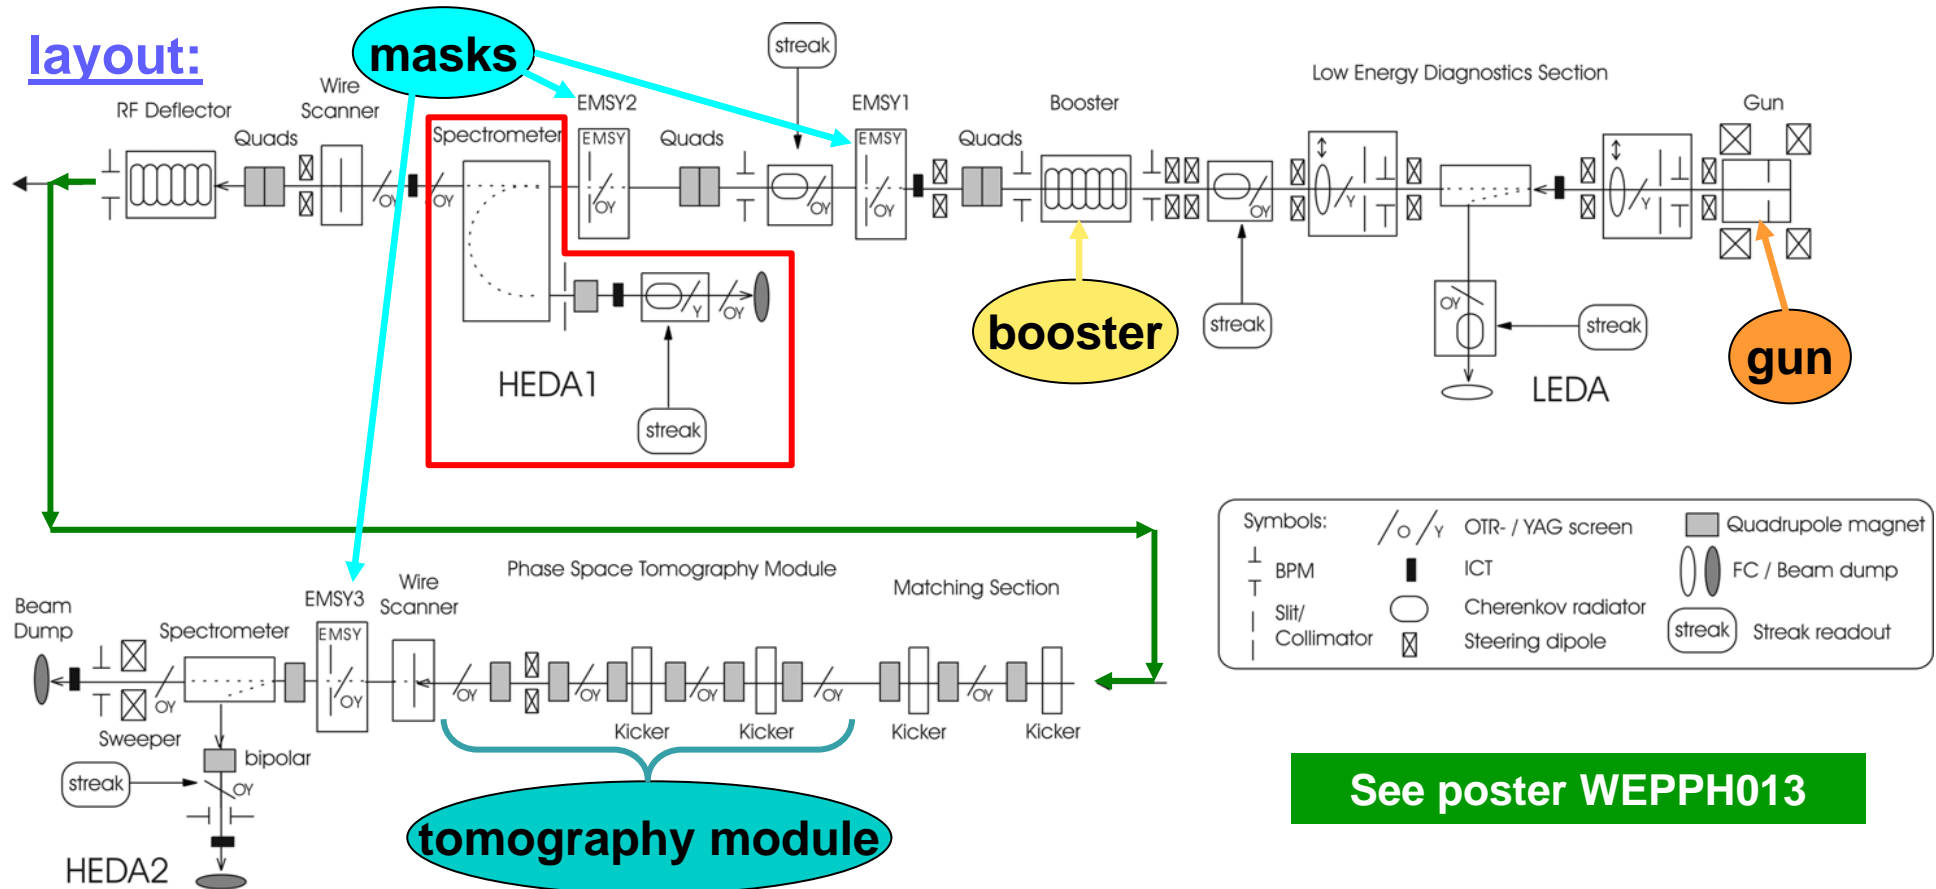 layout:
masks
streak
Low Energy Diagnostics Section
Wire
Scanner
RF Deflector
EMSY2
EMSY1
Booster
Gun
Quads
Spectrometer
EMSY
Quads
EMSY
Quads
OY
OY
OY
OY
OY
OY
Y
Y
booster
streak
OY
streak
gun
Y
OY
HEDA1
LEDA
streak
Symbols:
O Y OTR- / YAG screen
Quadrupole magnet
BPM
ICT
FC / Beam dump
Slit/
Collimator
Cherenkov radiator
Steering dipole
streak Streak readout
Phase Space Tomography Module
Matching Section
Beam
Dump
Spectrometer
EMSY3
Wire
Scanner
EMSY
OY
OY
OY
OY
OY
OY
OY
Sweeper
Kicker
Kicker
Kicker
Kicker
bipolar
streak
OY
tomography module
See poster WEPPH013
HEDA2